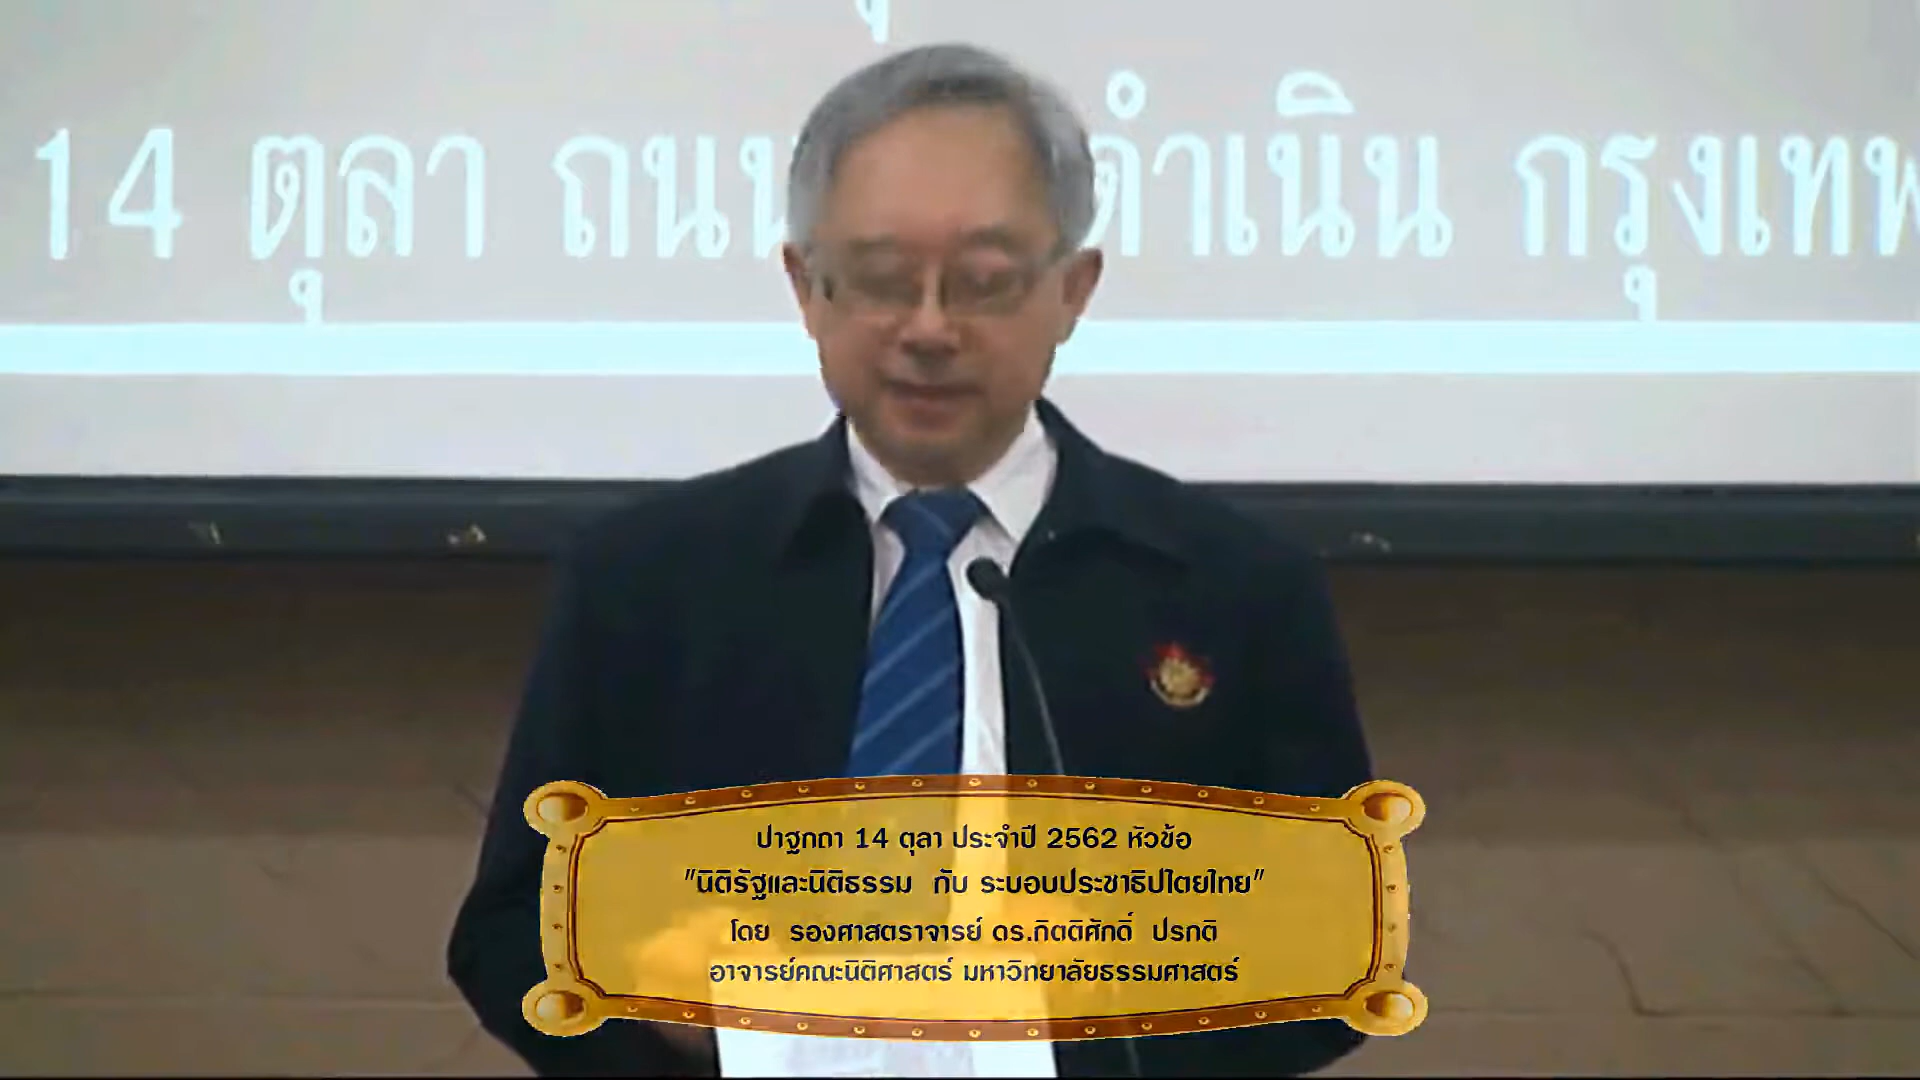 14 ตุลา ถนน ดำเนิน กรุงเทพ
ปาฐกถา 14 ตุลา ประจำปี 2562 หัวข้อ
"นิติรัฐและนิติธรรม กับ ระบอบประชาธิปไตยไทย"
โดย รองศาสตราจารย์ ดร.กิตติศักดิ์ ปรกติ
อาจารย์คณะนิติศาสตร์ มหาวิทยาลัยธรรมศาสตร์